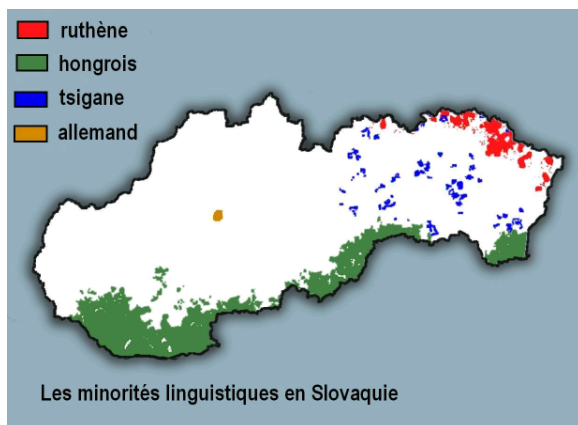 ruthène
hongrois
tsigane
allemand
Les minorités linguistiques en Slovaquie